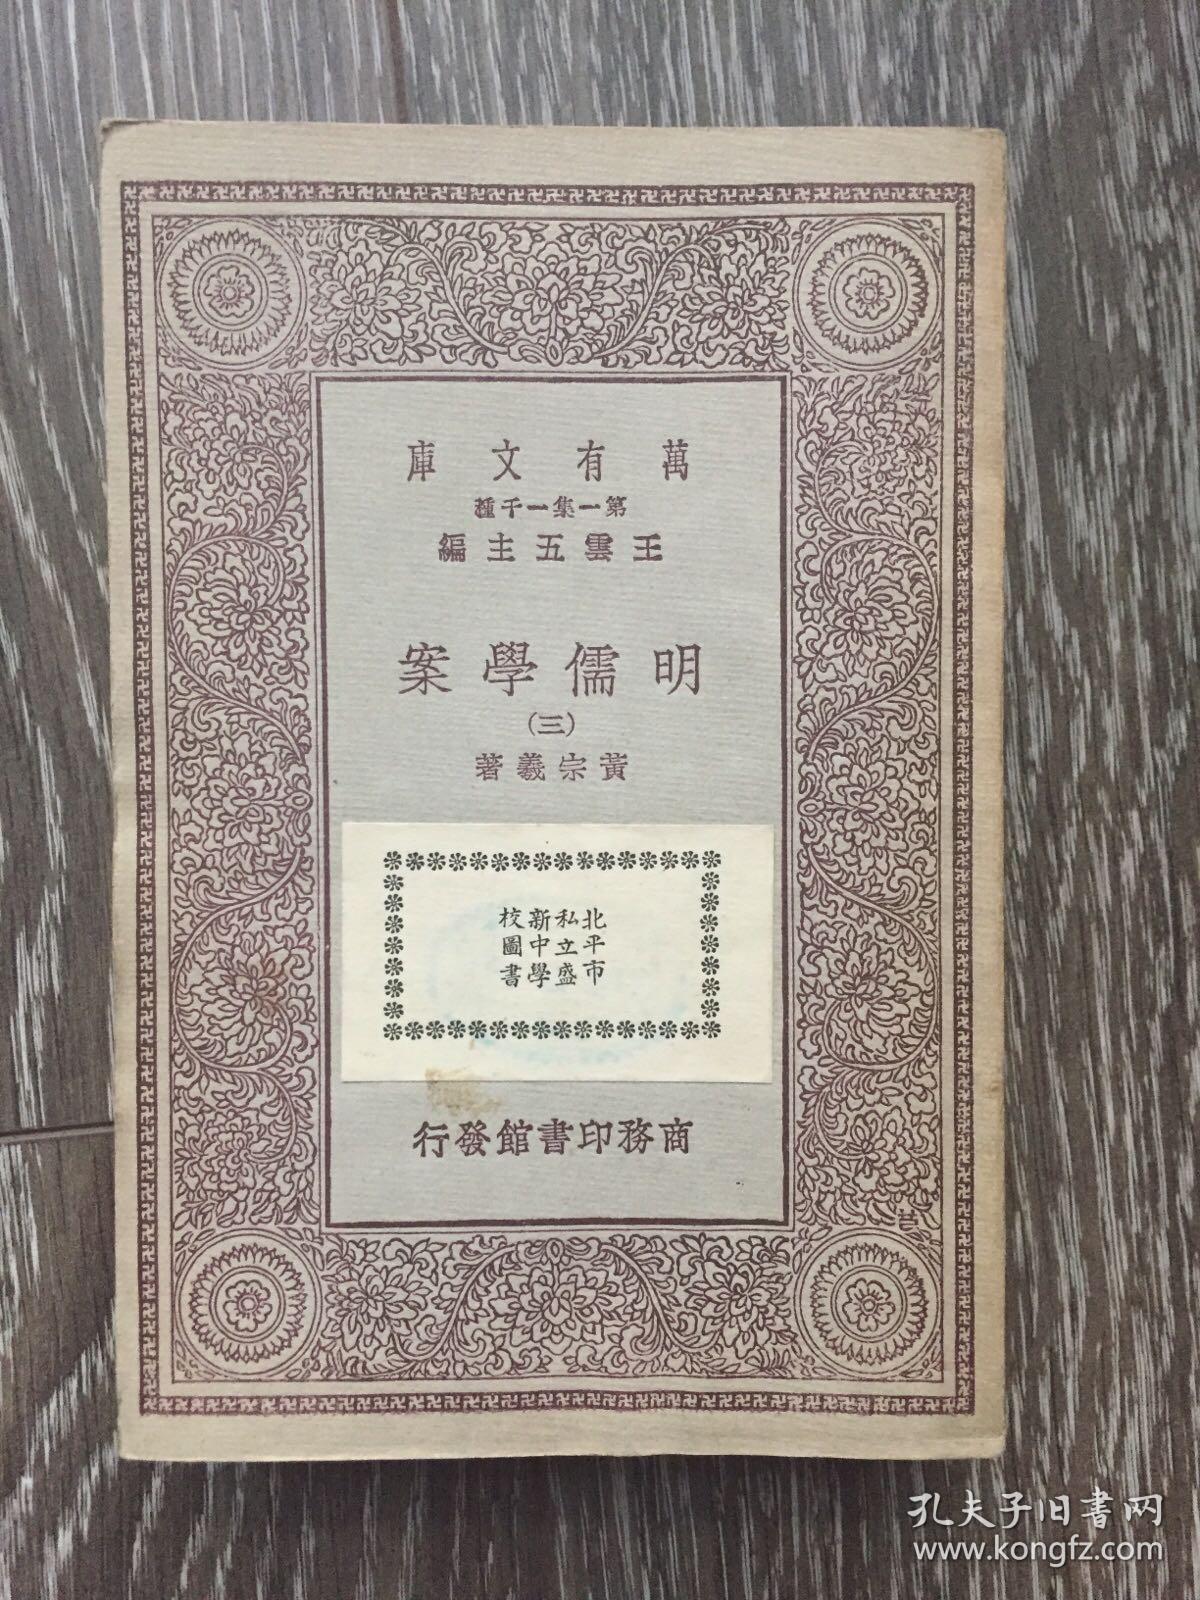 萬有文庫
第一集一千種
王雲五主編
明儒學案
(三)
黃宗羲著
北平市
私立盛
新中學
校圖書
商務印書館發行
孔夫子旧书网
www.kongfz.com